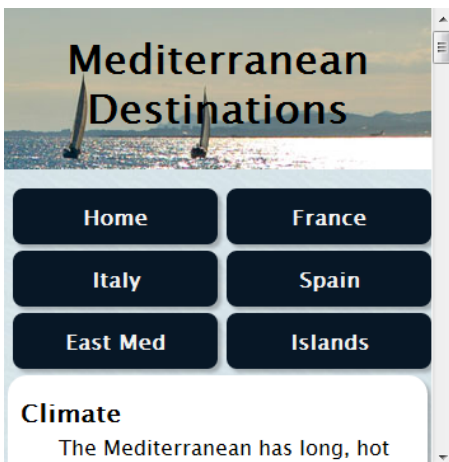 Mediterranean
Destinations
Home
France
Italy
Spain
East Med
Islands
Climate
The Mediterranean has long, hot